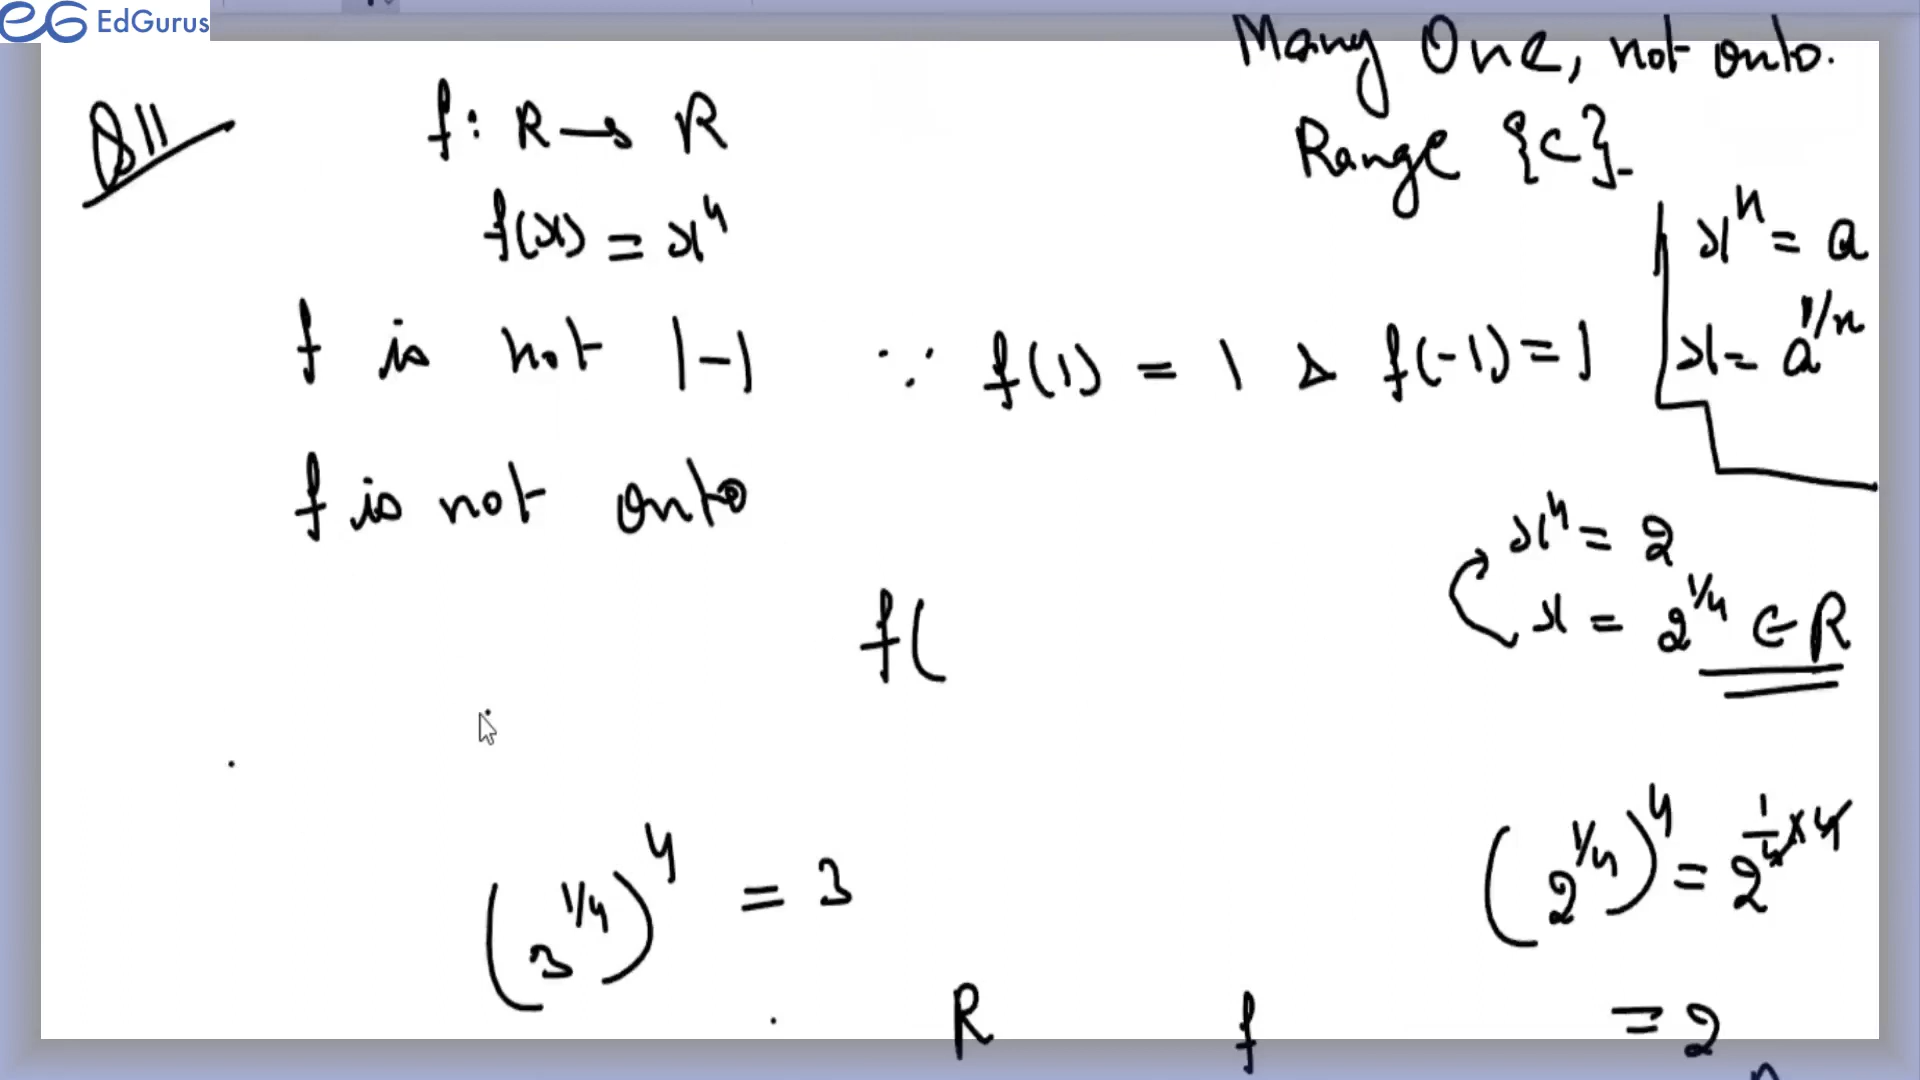 EdGurus
Many One, not onto.
Range {c}
Q11
f: R → R
f(x) = x⁴
xⁿ = a
x = a^1/n
f is not 1-1 ∵ f(1) = 1 & f(-1) = 1
f is not onto
x⁴ = 2
x = 2^1/4 ∈ R
f(
(3^1/4)⁴ = 3
(2^1/4)⁴ = 2^1/4×4
= 2
R f